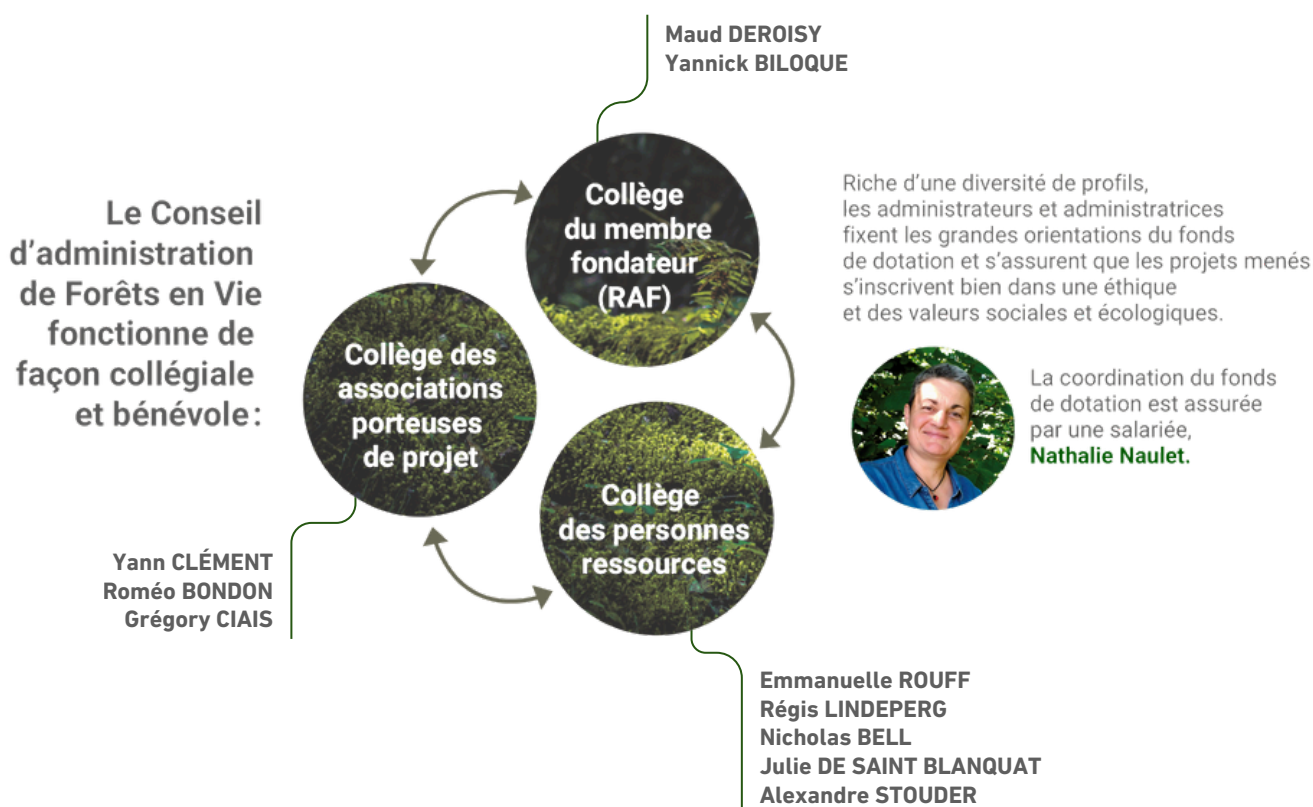 Maud DEROISY
Yannick BILOQUE
Le Conseil
d'administration
de Forêts en Vie
fonctionne de
façon collégiale
et bénévole :
Collège
du membre
fondateur
(RAF)
Collège des
associations
porteuses
de projet
Collège
des personnes
ressources
Riche d'une diversité de profils,
les administrateurs et administratrices
fixent les grandes orientations du fonds
de dotation et s'assurent que les projets menés
s'inscrivent bien dans une éthique
et des valeurs sociales et écologiques.
La coordination du fonds
de dotation est assurée
par une salariée,
Nathalie Naulet.
Yann CLÉMENT
Roméo BONDON
Grégory CIAIS
Emmanuelle ROUFF
Régis LINDEPERG
Nicholas BELL
Julie DE SAINT BLANQUAT
Alexandre STOUDER